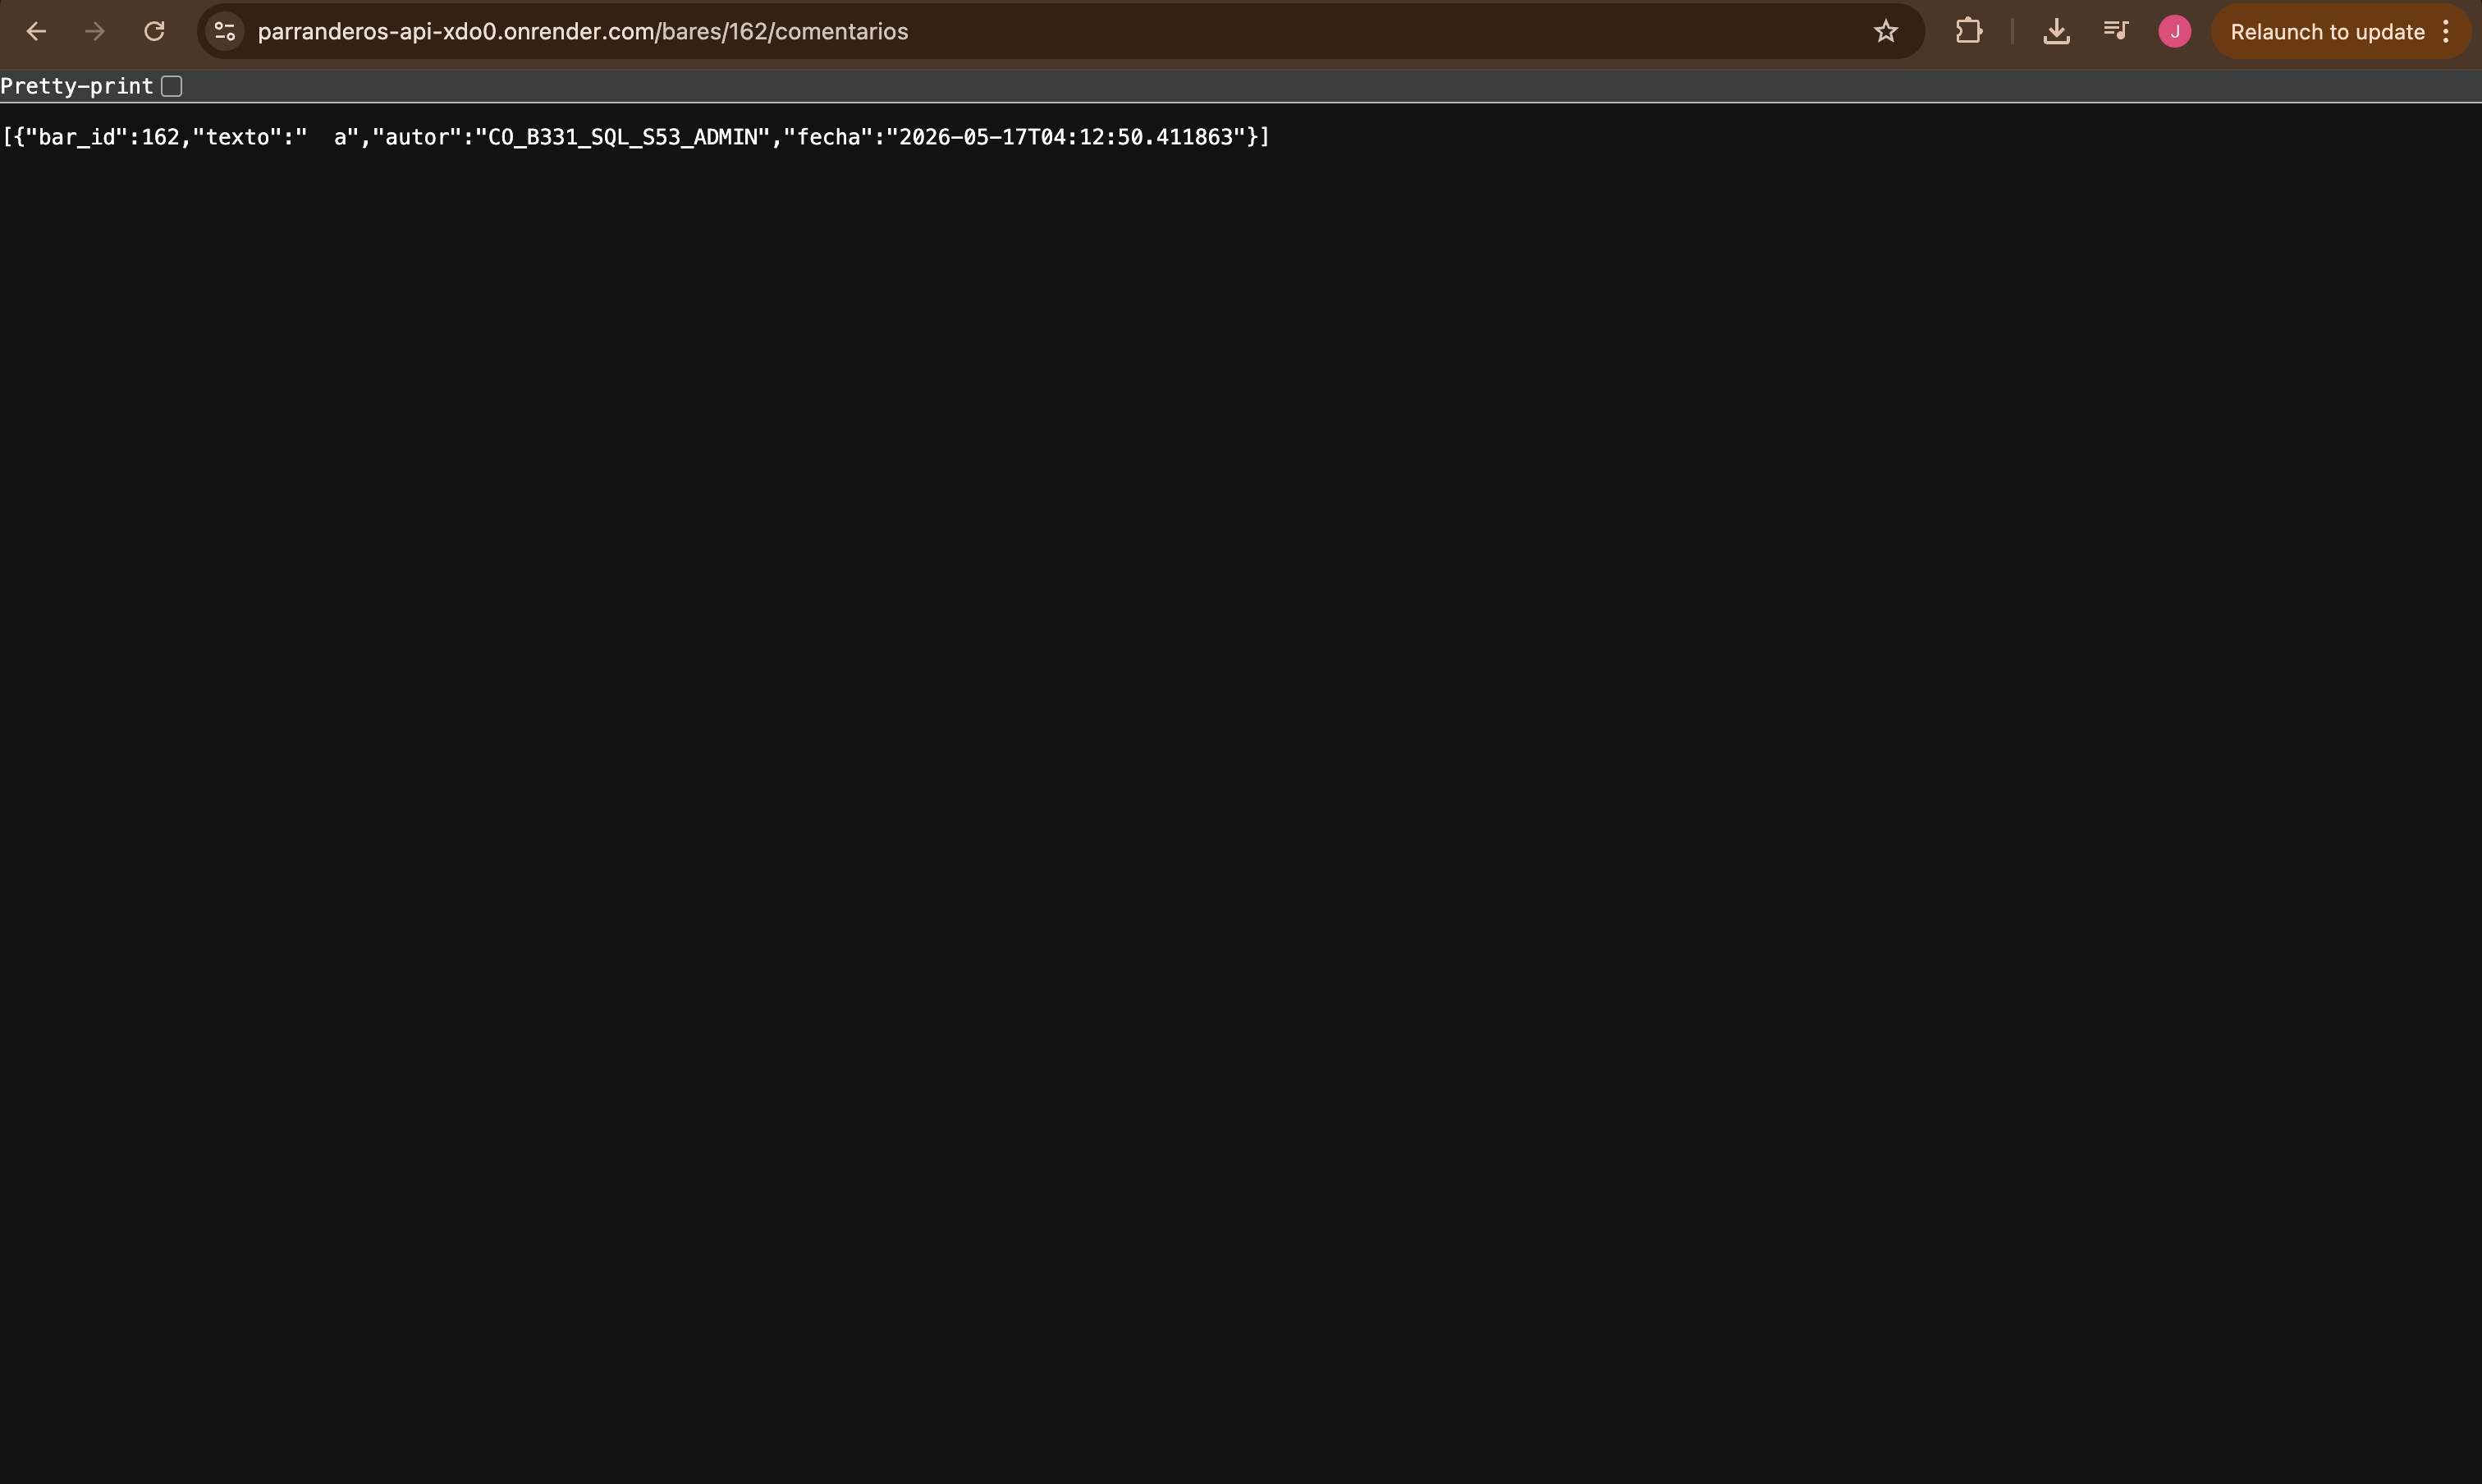 parranderos-api-xdo0.onrender.com/bares/162/comentarios
J
Relaunch to update
Pretty-print
[{"bar_id":162,"texto":"  a","autor":"CO_B331_SQL_S53_ADMIN","fecha":"2026-05-17T04:12:50.411863"}]